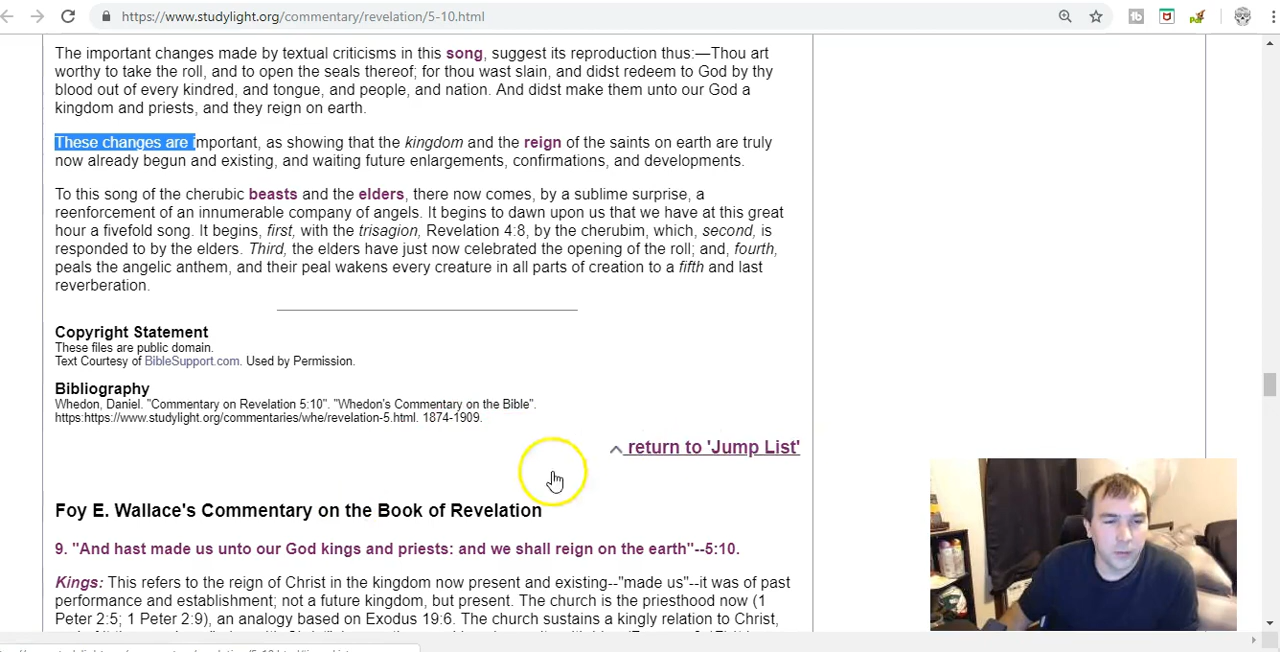 https://www.studylight.org/commentary/revelation/5-10.html
The important changes made by textual criticisms in this song, suggest its reproduction thus:—Thou art
worthy to take the roll, and to open the seals thereof; for thou wast slain, and didst redeem to God by thy
blood out of every kindred, and tongue, and people, and nation. And didst make them unto our God a
kingdom and priests, and they reign on earth.
These changes are important, as showing that the kingdom and the reign of the saints on earth are truly
now already begun and existing, and waiting future enlargements, confirmations, and developments.
To this song of the cherubic beasts and the elders, there now comes, by a sublime surprise, a
reenforcement of an innumerable company of angels. It begins to dawn upon us that we have at this great
hour a fivefold song. It begins, first, with the trisagion, Revelation 4:8, by the cherubim, which, second, is
responded to by the elders. Third, the elders have just now celebrated the opening of the roll; and, fourth,
peals the angelic anthem, and their peal wakens every creature in all parts of creation to a fifth and last
reverberation.
Copyright Statement
These files are public domain.
Text Courtesy of BibleSupport.com. Used by Permission.
Bibliography
Whedon, Daniel. "Commentary on Revelation 5:10". "Whedon's Commentary on the Bible".
https:https://www.studylight.org/commentaries/whe/revelation-5.html. 1874-1909.
return to 'Jump List'
Foy E. Wallace's Commentary on the Book of Revelation
9. "And hast made us unto our God kings and priests: and we shall reign on the earth"--5:10.
Kings: This refers to the reign of Christ in the kingdom now present and existing--"made us"--it was of past
performance and establishment; not a future kingdom, but present. The church is the priesthood now (1
Peter 2:5; 1 Peter 2:9), an analogy based on Exodus 19:6. The church sustains a kingly relation to Christ,